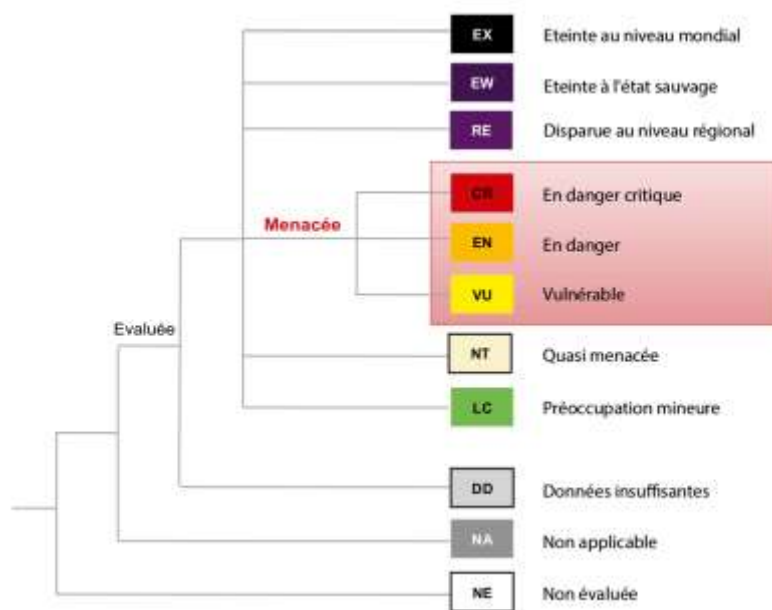 EX Eteinte au niveau mondial
EW Eteinte à l'état sauvage
RE Disparue au niveau régional
CR En danger critique
Menacée
EN En danger
VU Vulnérable
Evaluée
NT Quasi menacée
LC Préoccupation mineure
DD Données insuffisantes
NA Non applicable
NE Non évaluée